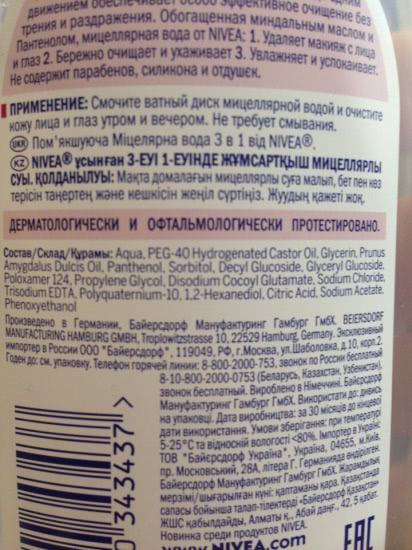 движением обеспечивает особо эффективное очищение без
трения и раздражения. Обогащенная миндальным маслом и
Пантенолом, мицеллярная вода от NIVEA: 1. Удаляет макияж с лица
и глаз 2. Бережно очищает и ухаживает 3. Увлажняет и успокаивает.
Не содержит парабенов, силикона и отдушек.
ПРИМЕНЕНИЕ: Смочите ватный диск мицеллярной водой и очистите
кожу лица и глаз утром и вечером. Не требует смывания.
UKR Пом'якшуюча Міцелярна вода 3 в 1 від NIVEA®.
KZ NIVEA® ұсынған 3-ЕУІ 1-ЕУІНДЕ ЖҰМСАРТҚЫШ МИЦЕЛЛЯРЛЫ
СУЫ. ҚОЛДАНЫЛУЫ: Мақта домалағын мицеллярлы суға малып, бет пен көз
терісін таңертең және кешкісін жеңіл сүртіңіз. Жуудың қажеті жоқ.
ДЕРМАТОЛОГИЧЕСКИ И ОФТАЛЬМОЛОГИЧЕСКИ ПРОТЕСТИРОВАНО.
Состав/Склад/Құрамы: Aqua, PEG-40 Hydrogenated Castor Oil, Glycerin, Prunus
Amygdalus Dulcis Oil, Panthenol, Sorbitol, Decyl Glucoside, Glyceryl Glucoside,
Poloxamer 124, Propylene Glycol, Disodium Cocoyl Glutamate, Sodium Chloride,
Trisodium EDTA, Polyquaternium-10, 1,2-Hexanediol, Citric Acid, Sodium Acetate,
Phenoxyethanol
Произведено в Германии, Байерсдорф Мануфактуринг Гамбург ГмбХ. BEIERSDORF
MANUFACTURING HAMBURG GMBH, Troplowitzstrasse 10, 22529 Hamburg, Germany. Эксклюзивный
импортер в России ООО "Байерсдорф", 119049, РФ, г.Москва, ул.Шаболовка, д.10, корп.2.
Годен до: см. упаковку. Телефон горячей линии: 8-800-2000-753, звонок по России бесплатный
8-10-800-2000-0753 (Беларусь, Казахстан, Узбекистан),
звонок бесплатный. Вироблено в Німеччині. Байєрсдорф
Мануфактуринг Гамбург ГмбХ. Використати до: дивись
на упаковці. Дата виробництва: за 30 місяців до кінцевої
дати використання. Умови зберігання: при температурі
5-25°С та відносній вологості <80%. Імпортер в Україні:
ТОВ "Байєрсдорф Україна", Україна, 04655, м.Київ,
пр. Московський, 28А, літера Г. Германияда өндірілген.
Байерсдорф Мануфактуринг Гамбург ГмбХ. Жарамдылық
мерзімі/шығарылған күні: қаптаманы қара. Қазақстанда
сапасы бойынша талап-тілектерді «Байерсдорф Казахстан»
ЖШС қабылдайды, Алматы қ., Абай даңғ., 42, 5 қабат.
Новинка среди продуктов NIVEA.
www.NIVEA.com
0 343437 >
EAC